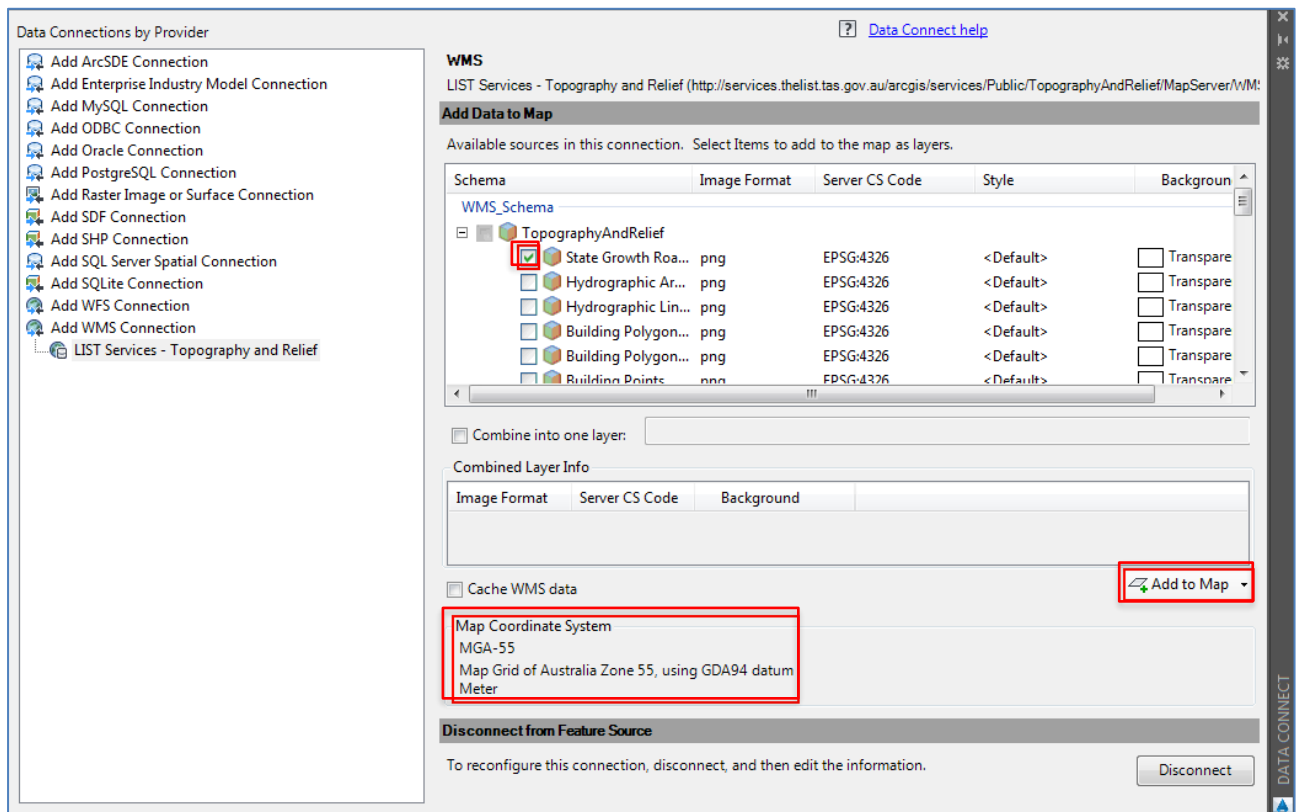 Data Connections by Provider
Add ArcSDE Connection
Add Enterprise Industry Model Connection
Add MySQL Connection
Add ODBC Connection
Add Oracle Connection
Add PostgreSQL Connection
Add Raster Image or Surface Connection
Add SDF Connection
Add SHP Connection
Add SQL Server Spatial Connection
Add SQLite Connection
Add WFS Connection
Add WMS Connection
LIST Services - Topography and Relief
? Data Connect help
WMS
LIST Services - Topography and Relief (http://services.thelist.tas.gov.au/arcgis/services/Public/TopographyAndRelief/MapServer/WM
Add Data to Map
Available sources in this connection. Select Items to add to the map as layers.
Schema Image Format Server CS Code Style Backgroun
WMS_Schema
TopographyAndRelief
State Growth Roa... png EPSG:4326 <Default> Transpare
Hydrographic Ar... png EPSG:4326 <Default> Transpare
Hydrographic Lin... png EPSG:4326 <Default> Transpare
Building Polygon... png EPSG:4326 <Default> Transpare
Building Polygon... png EPSG:4326 <Default> Transpare
Building Points png EPSG:4326 <Default> Transpare
Combine into one layer:
Combined Layer Info
Image Format Server CS Code Background
Cache WMS data
Add to Map
Map Coordinate System
MGA-55
Map Grid of Australia Zone 55, using GDA94 datum
Meter
Disconnect from Feature Source
To reconfigure this connection, disconnect, and then edit the information.
Disconnect
DATA CONNECT